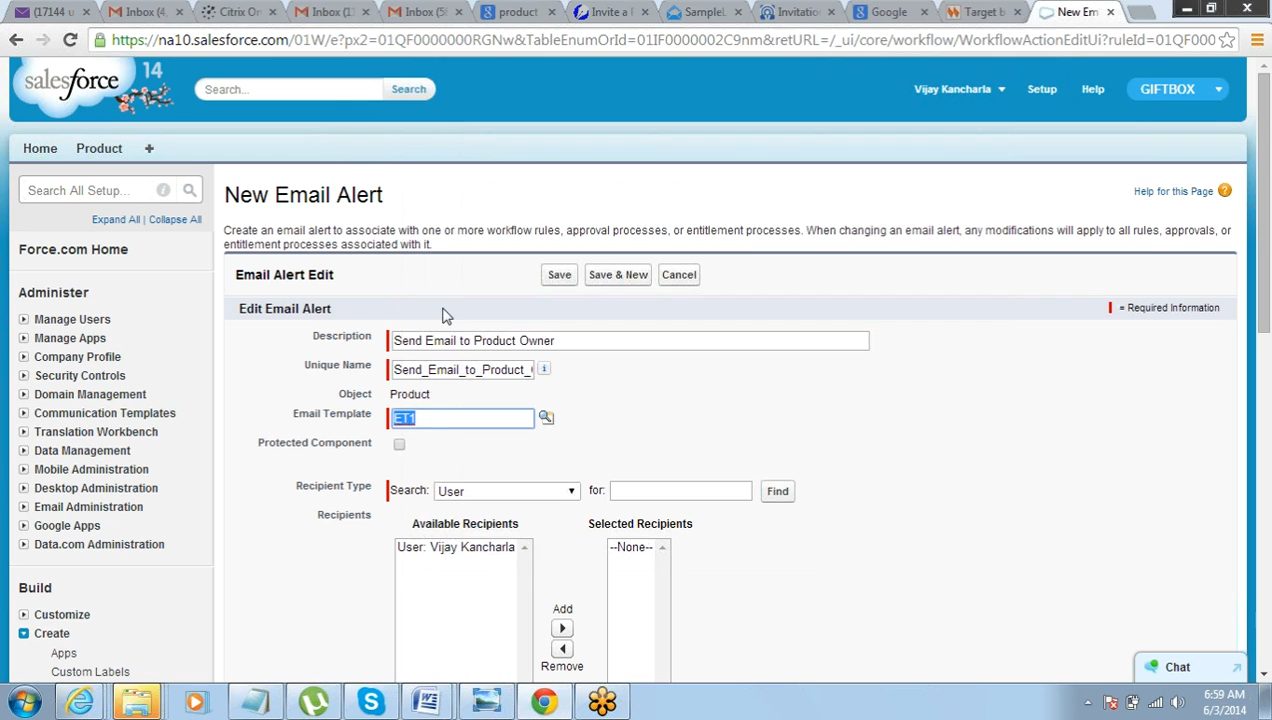 (17144 u
Inbox (4,
Citrix On
Inbox (1
Inbox (5
product
Invite a
SampleL
Invitation
Google
Target b
New Em
https://na10.salesforce.com/01W/e?px2=01QF0000000RGNw&TableEnumOrId=01IF0000002C9nm&retURL=/_ui/core/workflow/WorkflowActionEditUi?ruleId=01QF000
salesforce
14
Search...
Search
Vijay Kancharla
Setup
Help
GIFTBOX
Home
Product
+
Search All Setup...
Expand All | Collapse All
Force.com Home
Administer
Manage Users
Manage Apps
Company Profile
Security Controls
Domain Management
Communication Templates
Translation Workbench
Data Management
Mobile Administration
Desktop Administration
Email Administration
Google Apps
Data.com Administration
Build
Customize
Create
Apps
Custom Labels
New Email Alert
Help for this Page
Create an email alert to associate with one or more workflow rules, approval processes, or entitlement processes. When changing an email alert, any modifications will apply to all rules, approvals, or
entitlement processes associated with it.
Email Alert Edit
Save
Save & New
Cancel
Edit Email Alert
= Required Information
Description
Send Email to Product Owner
Unique Name
Send_Email_to_Product_
Object
Product
Email Template
ET1
Protected Component
Recipient Type
Search: User
for:
Find
Recipients
Available Recipients
Selected Recipients
User: Vijay Kancharla
--None--
Add
Remove
Chat
6:59 AM
6/3/2014